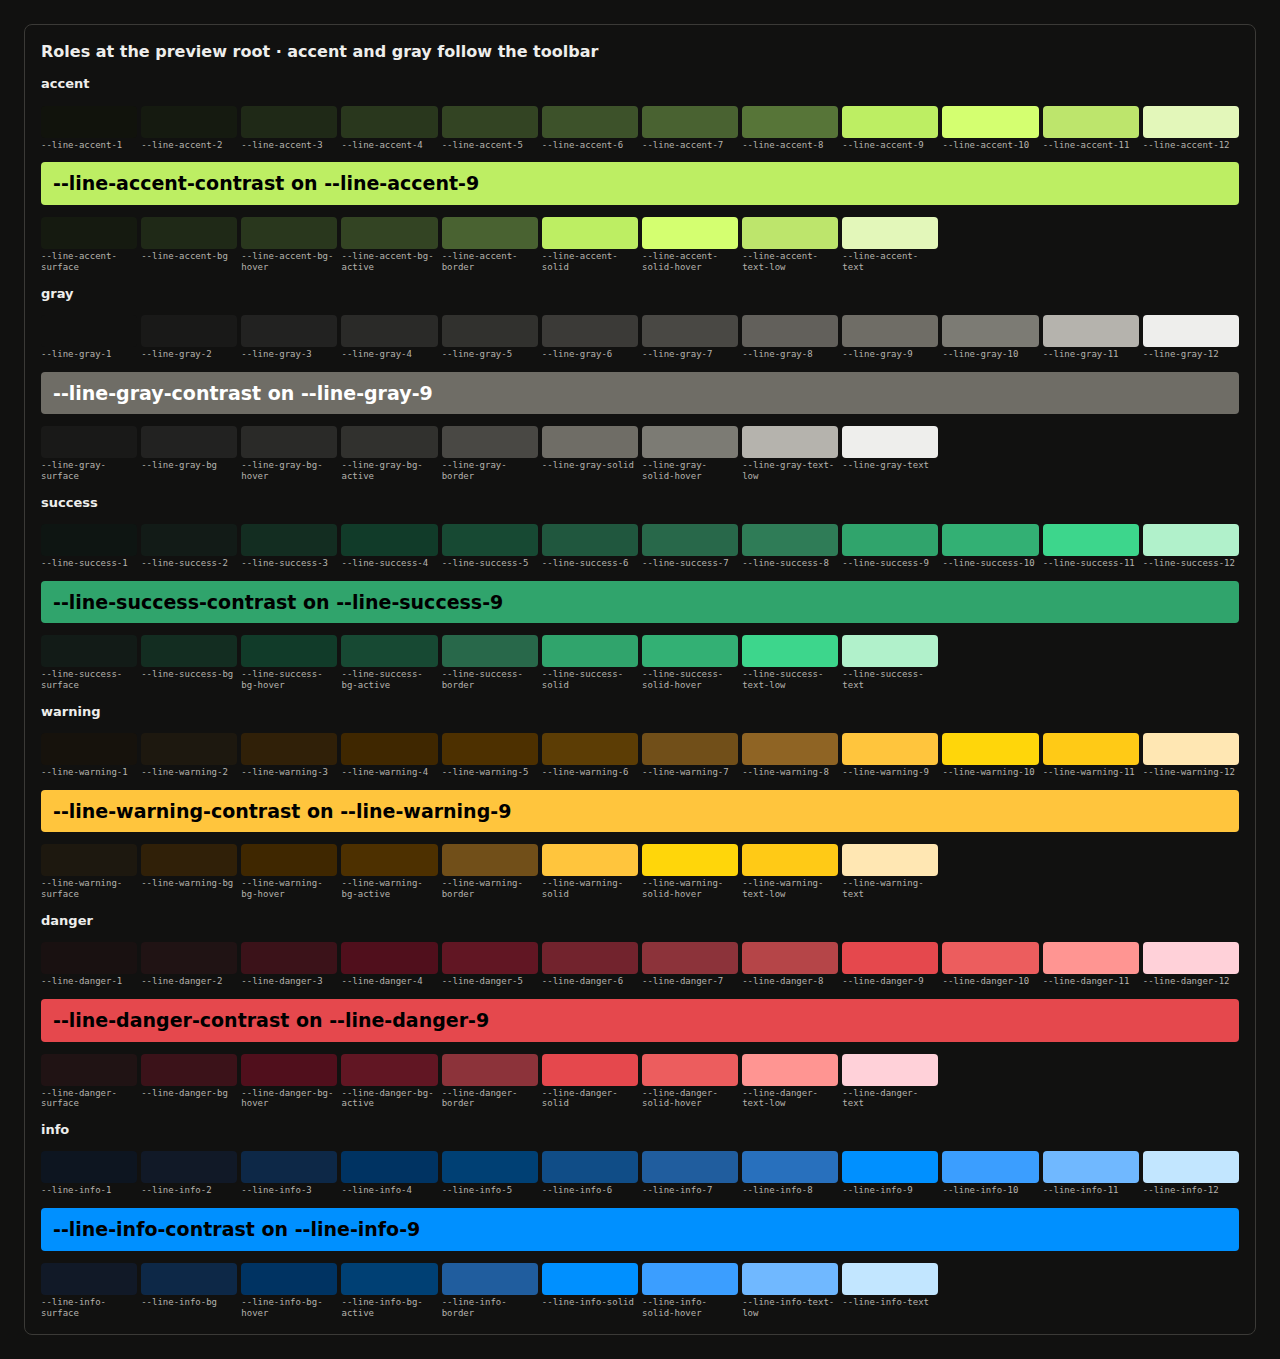 Roles at the preview root · accent and gray follow the toolbar
accent
--line-accent-1 --line-accent-2 --line-accent-3 --line-accent-4 --line-accent-5 --line-accent-6 --line-accent-7 --line-accent-8 --line-accent-9 --line-accent-10 --line-accent-11 --line-accent-12
--line-accent-contrast on --line-accent-9
--line-accent- --line-accent-bg --line-accent-bg- --line-accent-bg- --line-accent- --line-accent- --line-accent- --line-accent- --line-accent-
surface hover active border solid solid-hover text-low text
gray
--line-gray-1 --line-gray-2 --line-gray-3 --line-gray-4 --line-gray-5 --line-gray-6 --line-gray-7 --line-gray-8 --line-gray-9 --line-gray-10 --line-gray-11 --line-gray-12
--line-gray-contrast on --line-gray-9
--line-gray- --line-gray-bg --line-gray-bg- --line-gray-bg- --line-gray- --line-gray-solid --line-gray- --line-gray-text- --line-gray-text
surface hover active border solid-hover low
success
--line-success-1 --line-success-2 --line-success-3 --line-success-4 --line-success-5 --line-success-6 --line-success-7 --line-success-8 --line-success-9 --line-success-10 --line-success-11 --line-success-12
--line-success-contrast on --line-success-9
--line-success- --line-success-bg --line-success- --line-success- --line-success- --line-success- --line-success- --line-success- --line-success-
surface bg-hover bg-active border solid solid-hover text-low text
warning
--line-warning-1 --line-warning-2 --line-warning-3 --line-warning-4 --line-warning-5 --line-warning-6 --line-warning-7 --line-warning-8 --line-warning-9 --line-warning-10 --line-warning-11 --line-warning-12
--line-warning-contrast on --line-warning-9
--line-warning- --line-warning-bg --line-warning- --line-warning- --line-warning- --line-warning- --line-warning- --line-warning- --line-warning-
surface bg-hover bg-active border solid solid-hover text-low text
danger
--line-danger-1 --line-danger-2 --line-danger-3 --line-danger-4 --line-danger-5 --line-danger-6 --line-danger-7 --line-danger-8 --line-danger-9 --line-danger-10 --line-danger-11 --line-danger-12
--line-danger-contrast on --line-danger-9
--line-danger- --line-danger-bg --line-danger-bg- --line-danger-bg- --line-danger- --line-danger- --line-danger- --line-danger- --line-danger-
surface hover active border solid solid-hover text-low text
info
--line-info-1 --line-info-2 --line-info-3 --line-info-4 --line-info-5 --line-info-6 --line-info-7 --line-info-8 --line-info-9 --line-info-10 --line-info-11 --line-info-12
--line-info-contrast on --line-info-9
--line-info- --line-info-bg --line-info-bg- --line-info-bg- --line-info- --line-info-solid --line-info- --line-info-text- --line-info-text
surface hover active border solid-hover low